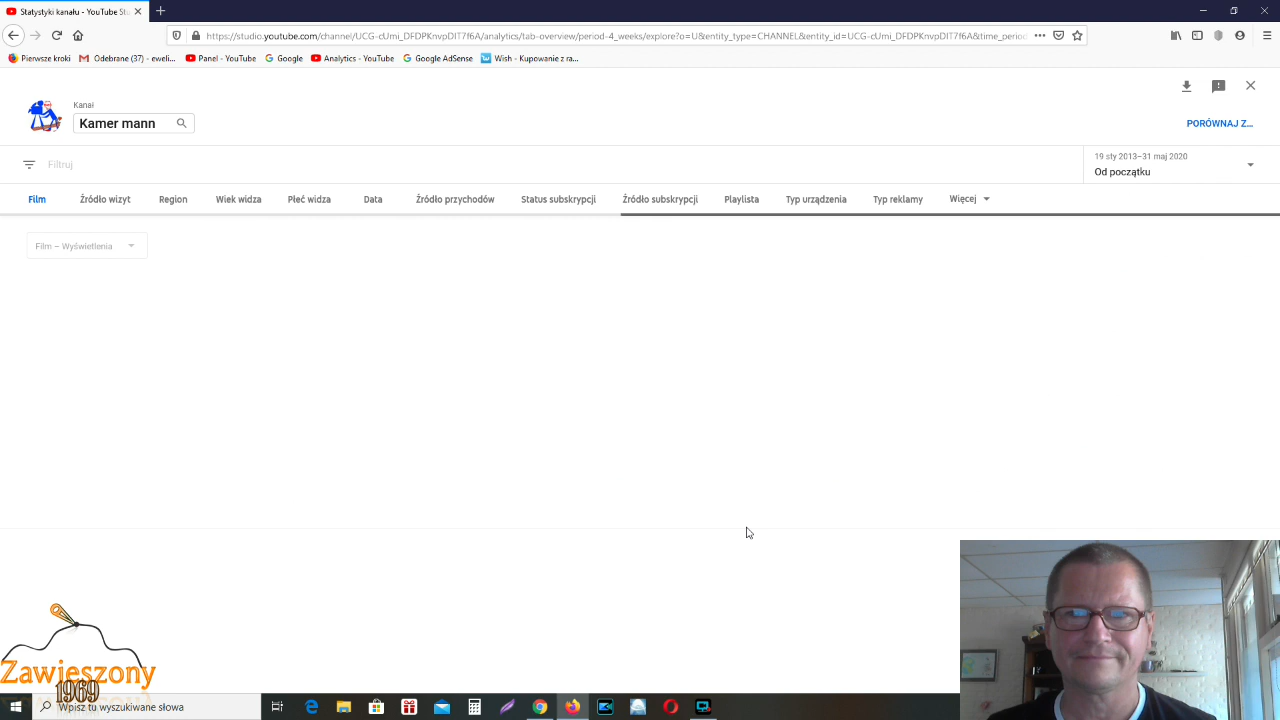 Statystyki kanału - YouTube Stu
https://studio.youtube.com/channel/UCG-cUmi_DFDPKnvpDIT7f6A/analytics/tab-overview/period-4_weeks/explore?o=U&entity_type=CHANNEL&entity_id=UCG-cUmi_DFDPKnvpDIT7f6A&time_period
Pierwsze kroki Odebrane (37) - eweli... Panel - YouTube Google Analytics - YouTube Google AdSense Wish - Kupowanie z ra...
Kanał
Kamer mann
PORÓWNAJ Z...
Filtruj
19 sty 2013–31 maj 2020
Od początku
Film Źródło wizyt Region Wiek widza Płeć widza Data Źródło przychodów Status subskrypcji Źródło subskrypcji Playlista Typ urządzenia Typ reklamy Więcej
Film – Wyświetlenia
Zawieszony
1969
Wpisz tu wyszukiwane słowa